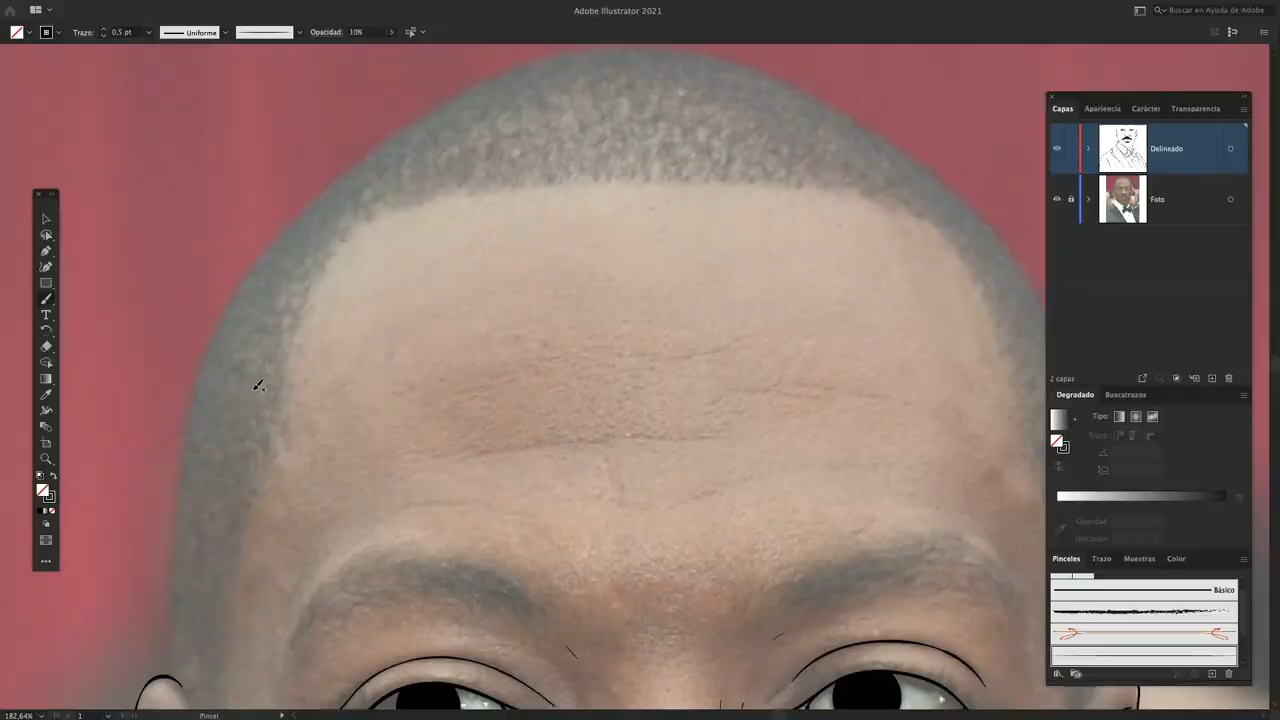 Adobe Illustrator 2021
Buscar en Ayuda de Adobe
Trazo: 0,5 pt Uniforme Opacidad: 10%
Capas Apariencia Carácter Transparencia
Delineado
Foto
2 capas
Degradado Buscatrazos
Tipo:
Trazo:
Opacidad:
Ubicación:
Pinceles Trazo Muestras Color
Básico
182,64% 1 Pincel